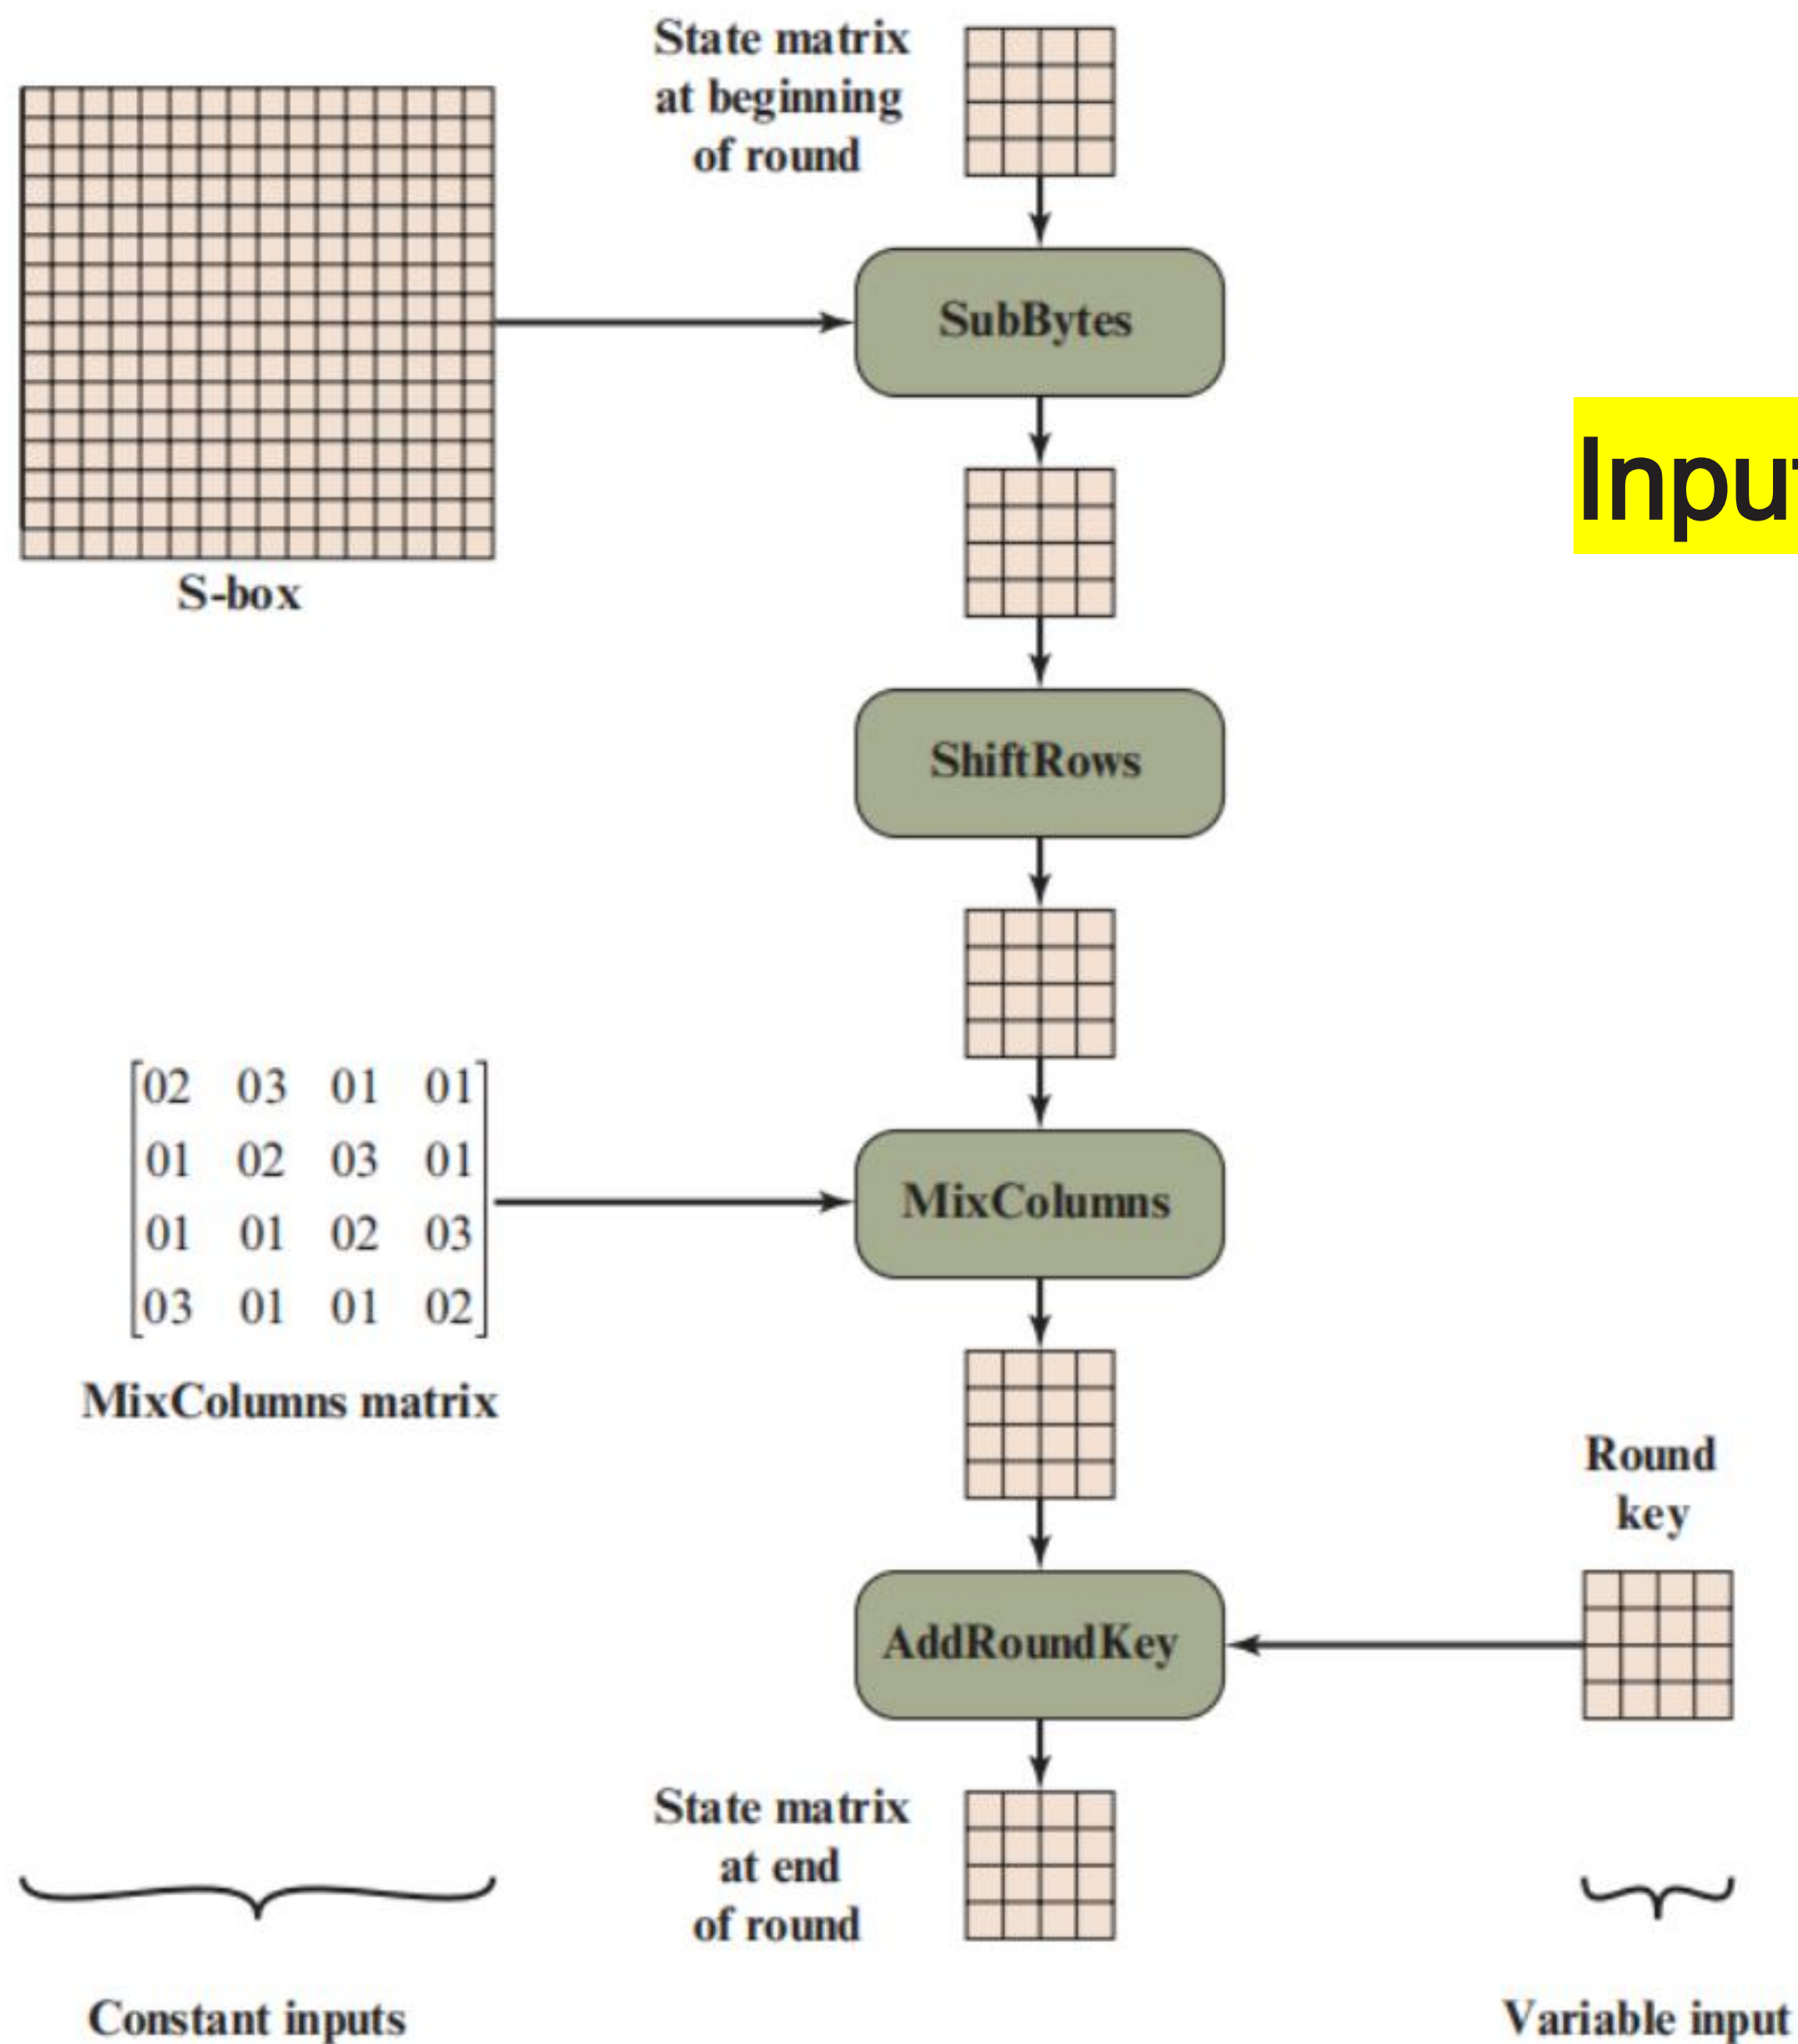 State matrix
at beginning
of round
SubBytes
S-box
ShiftRows
02 03 01 01
01 02 03 01
01 01 02 03
03 01 01 02
MixColumns
MixColumns matrix
Round
key
AddRoundKey
State matrix
at end
of round
Constant inputs
Variable input